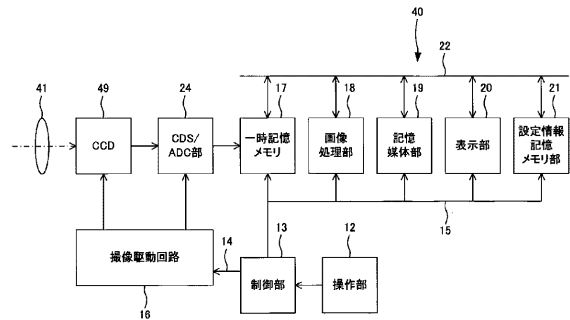 40
22
41
49
24
17
18
19
20
21
CCD
CDS/
ADC部
一時記憶
メモリ
画像
処理部
記憶
媒体部
表示部
設定情報
記憶
メモリ部
15
撮像駆動回路
14
13
12
制御部
操作部
16